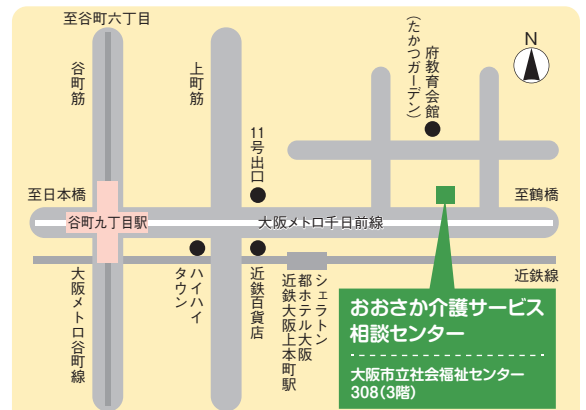 至谷町六丁目
谷町筋
上町筋
11号出口
府教育会館
(たかつガーデン)
N
至日本橋
谷町九丁目駅
大阪メトロ千日前線
至鶴橋
大阪メトロ谷町線
ハイハイ
タウン
近鉄百貨店
シェラトン
都ホテル大阪
近鉄大阪上本町駅
近鉄線
おおさか介護サービス
相談センター
大阪市立社会福祉センター
308(3階)